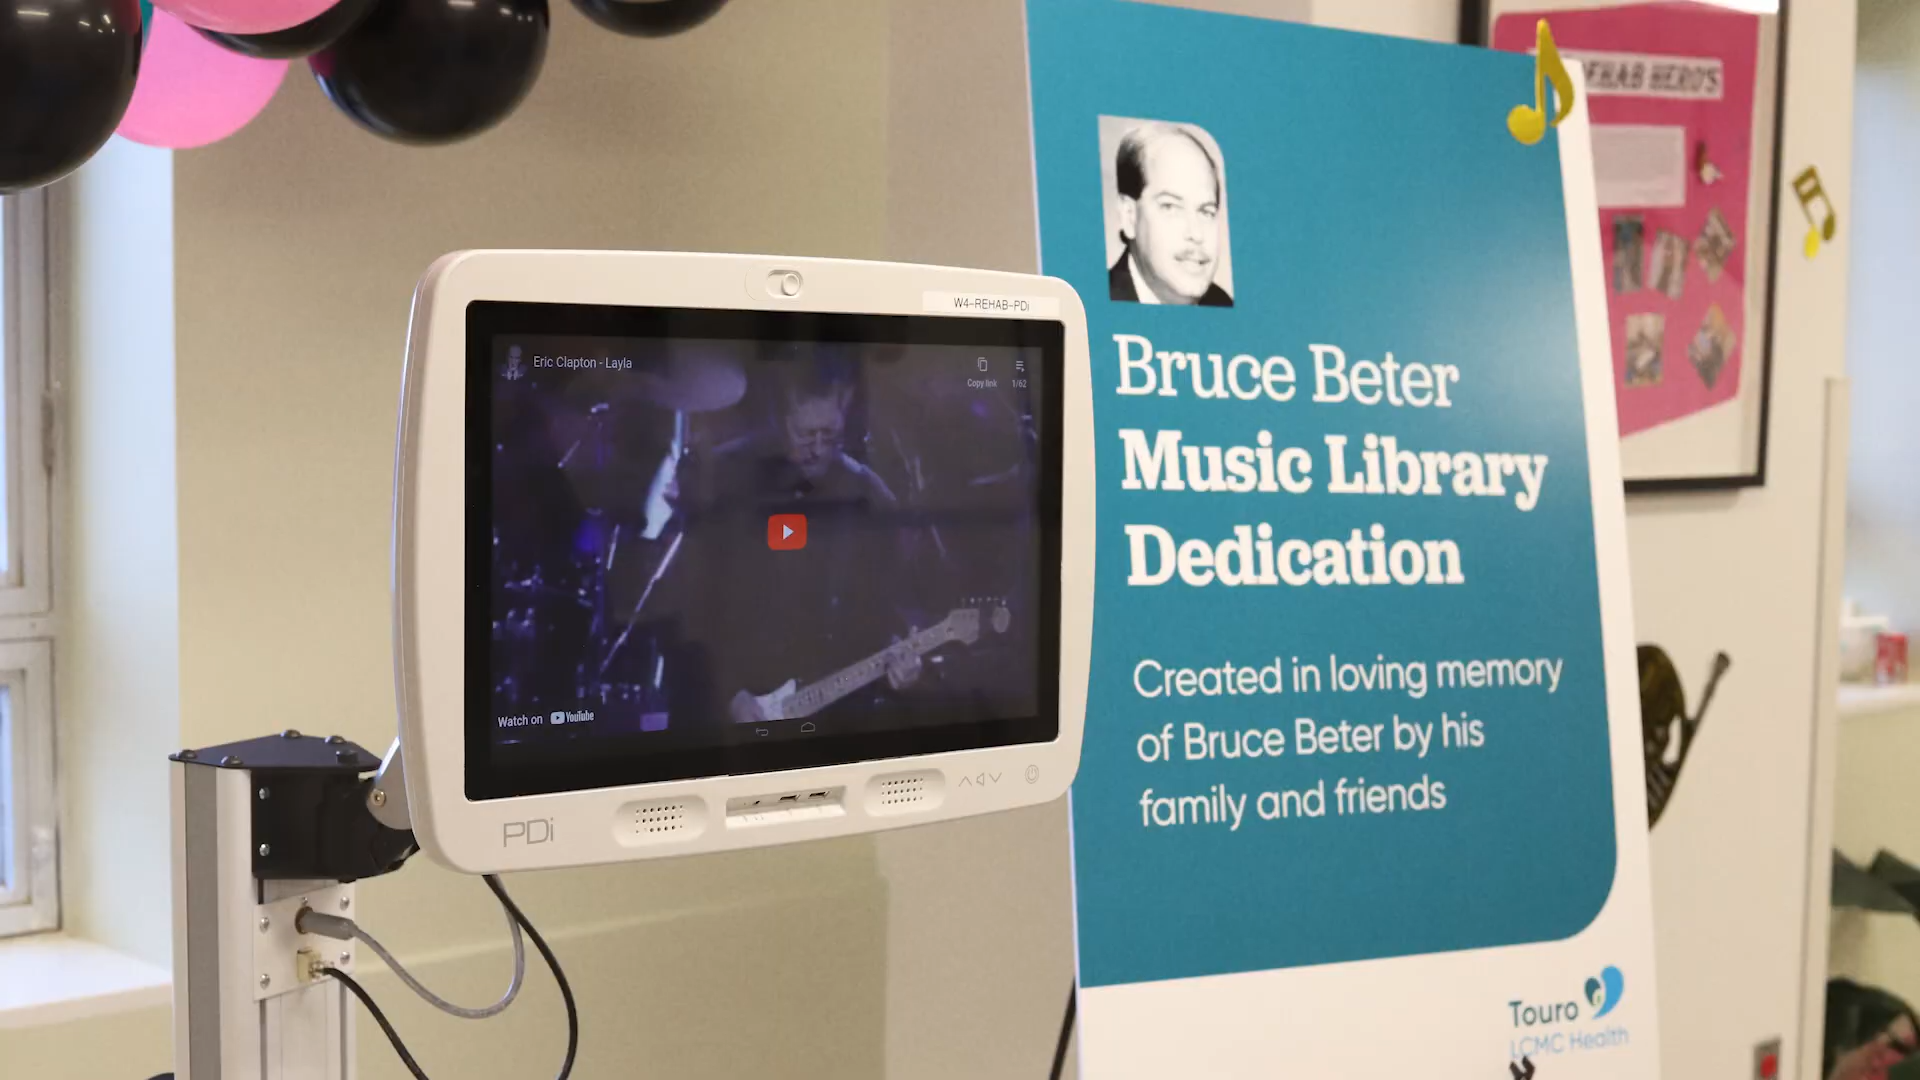 REHAB HERO'S
W4-REHAB-PDi
Eric Clapton - Layla
Copy link
1/62
Watch on YouTube
PDi
Bruce Beter
Music Library
Dedication
Created in loving memory
of Bruce Beter by his
family and friends
Touro
LCMC Health